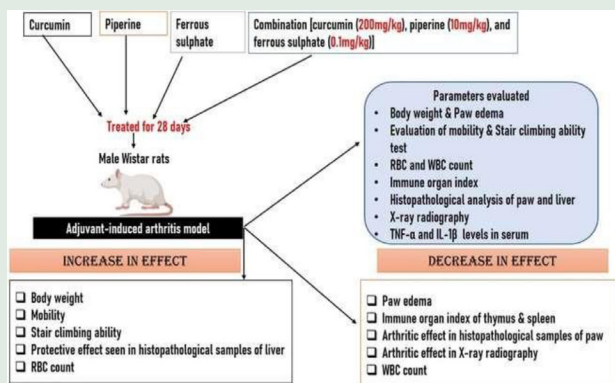 Curcumin
Piperine
Ferrous
sulphate
Combination [curcumin (200mg/kg), piperine (10mg/kg), and
ferrous sulphate (0.1mg/kg)]
Treated for 28 days
Male Wistar rats
Adjuvant-induced arthritis model
Parameters evaluated
• Body weight & Paw edema
• Evaluation of mobility & Stair climbing ability
test
• RBC and WBC count
• Immune organ index
• Histopathological analysis of paw and liver
• X-ray radiography
• TNF-α and IL-1β levels in serum
INCREASE IN EFFECT
❑ Body weight
❑ Mobility
❑ Stair climbing ability
❑ Protective effect seen in histopathological samples of liver
❑ RBC count
DECREASE IN EFFECT
❑ Paw edema
❑ Immune organ index of thymus & spleen
❑ Arthritic effect in histopathological samples of paw
❑ Arthritic effect in X-ray radiography
❑ WBC count